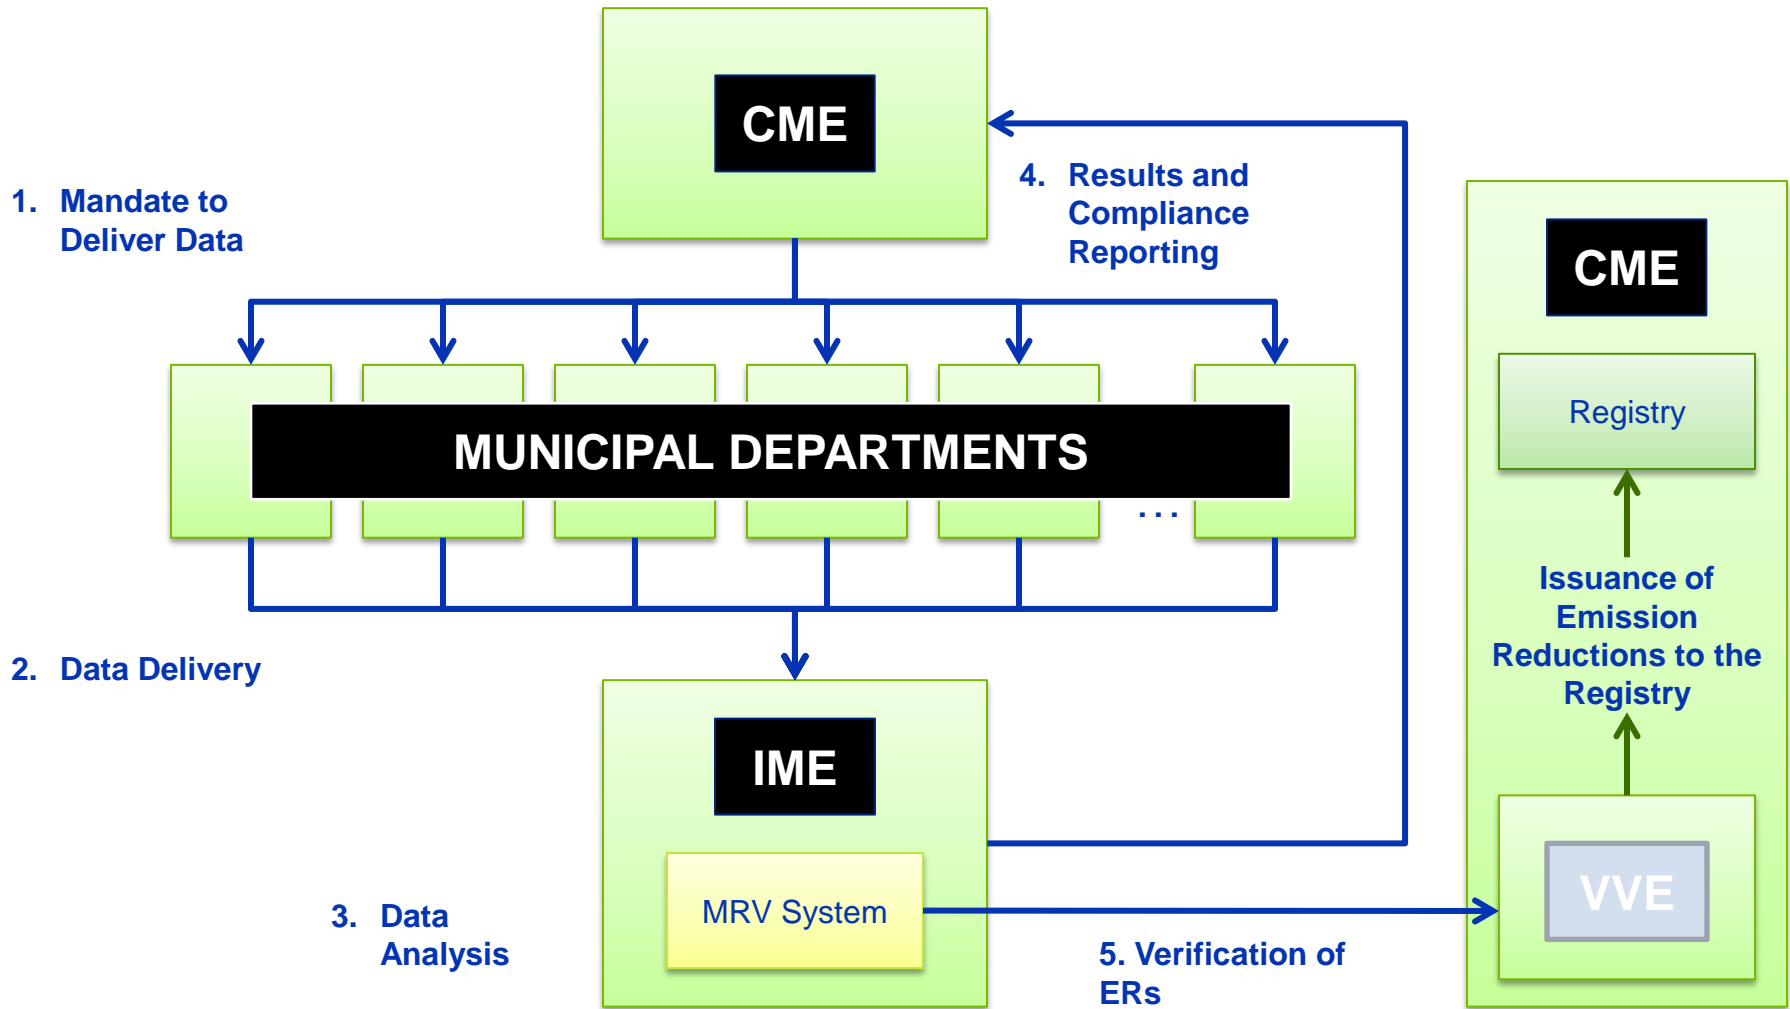 CME
1. Mandate to
Deliver Data
4. Results and
Compliance
Reporting
CME
Registry
MUNICIPAL DEPARTMENTS
...
Issuance of
Emission
Reductions to the
Registry
2. Data Delivery
IME
MRV System
VVE
3. Data
Analysis
5. Verification of
ERs